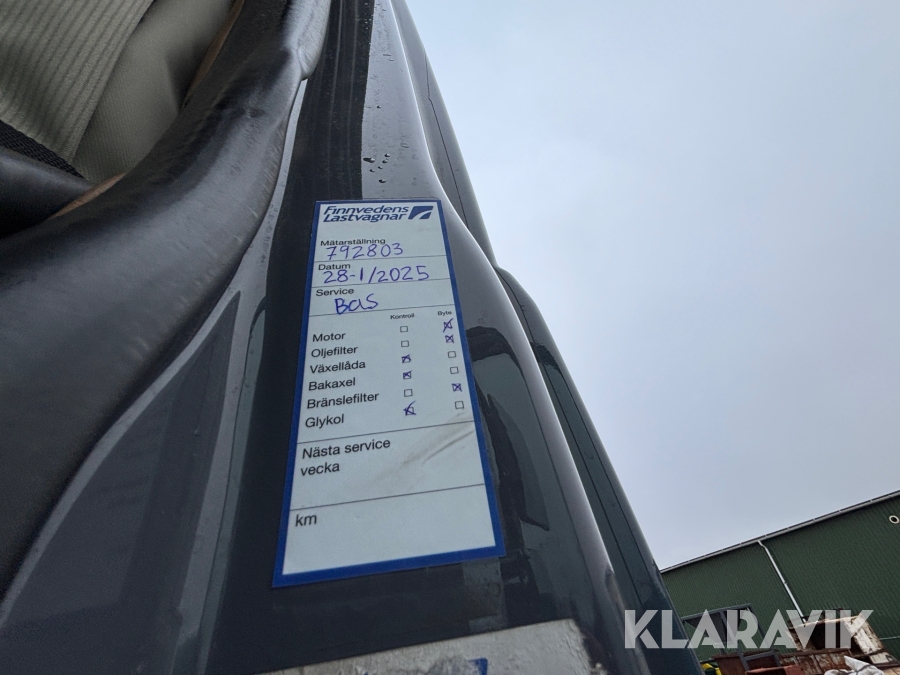 Finnvedens
Lastvagnar
Mätarställning
792803
Datum
28-1/2025
Service
BaS
Kontroll Byte
Motor
Oljefilter
Växellåda
Bakaxel
Bränslefilter
Glykol
Nästa service
vecka
km
KLARAVIK
KLARAVIK